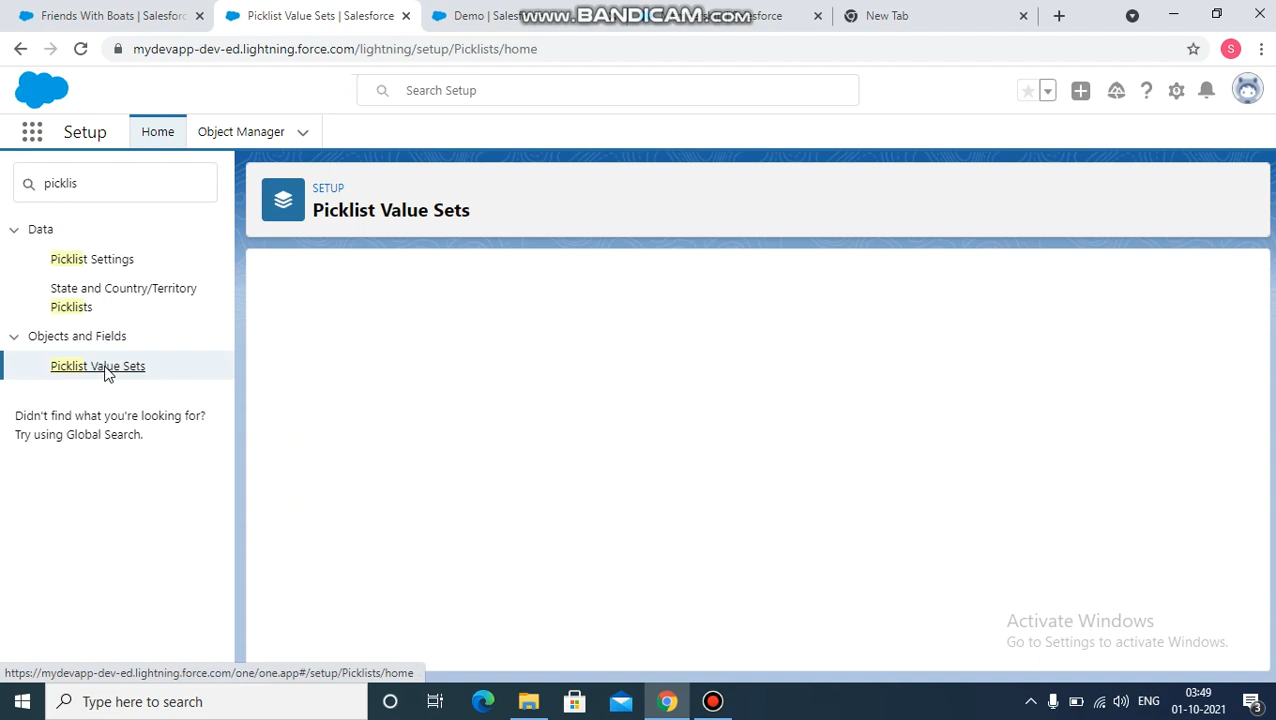 Friends With Boats | Salesforc
Picklist Value Sets | Salesforce
Demo | Sales
www.BANDICAM.com
sforce
New Tab
mydevapp-dev-ed.lightning.force.com/lightning/setup/Picklists/home
S
Search Setup
Setup
Home
Object Manager
picklis
SETUP
Picklist Value Sets
Data
Picklist Settings
State and Country/Territory
Picklists
Objects and Fields
Picklist Value Sets
Didn't find what you're looking for?
Try using Global Search.
Activate Windows
Go to Settings to activate Windows.
https://mydevapp-dev-ed.lightning.force.com/one/one.app#/setup/Picklists/home
Type here to search
ENG
03:49
01-10-2021
3